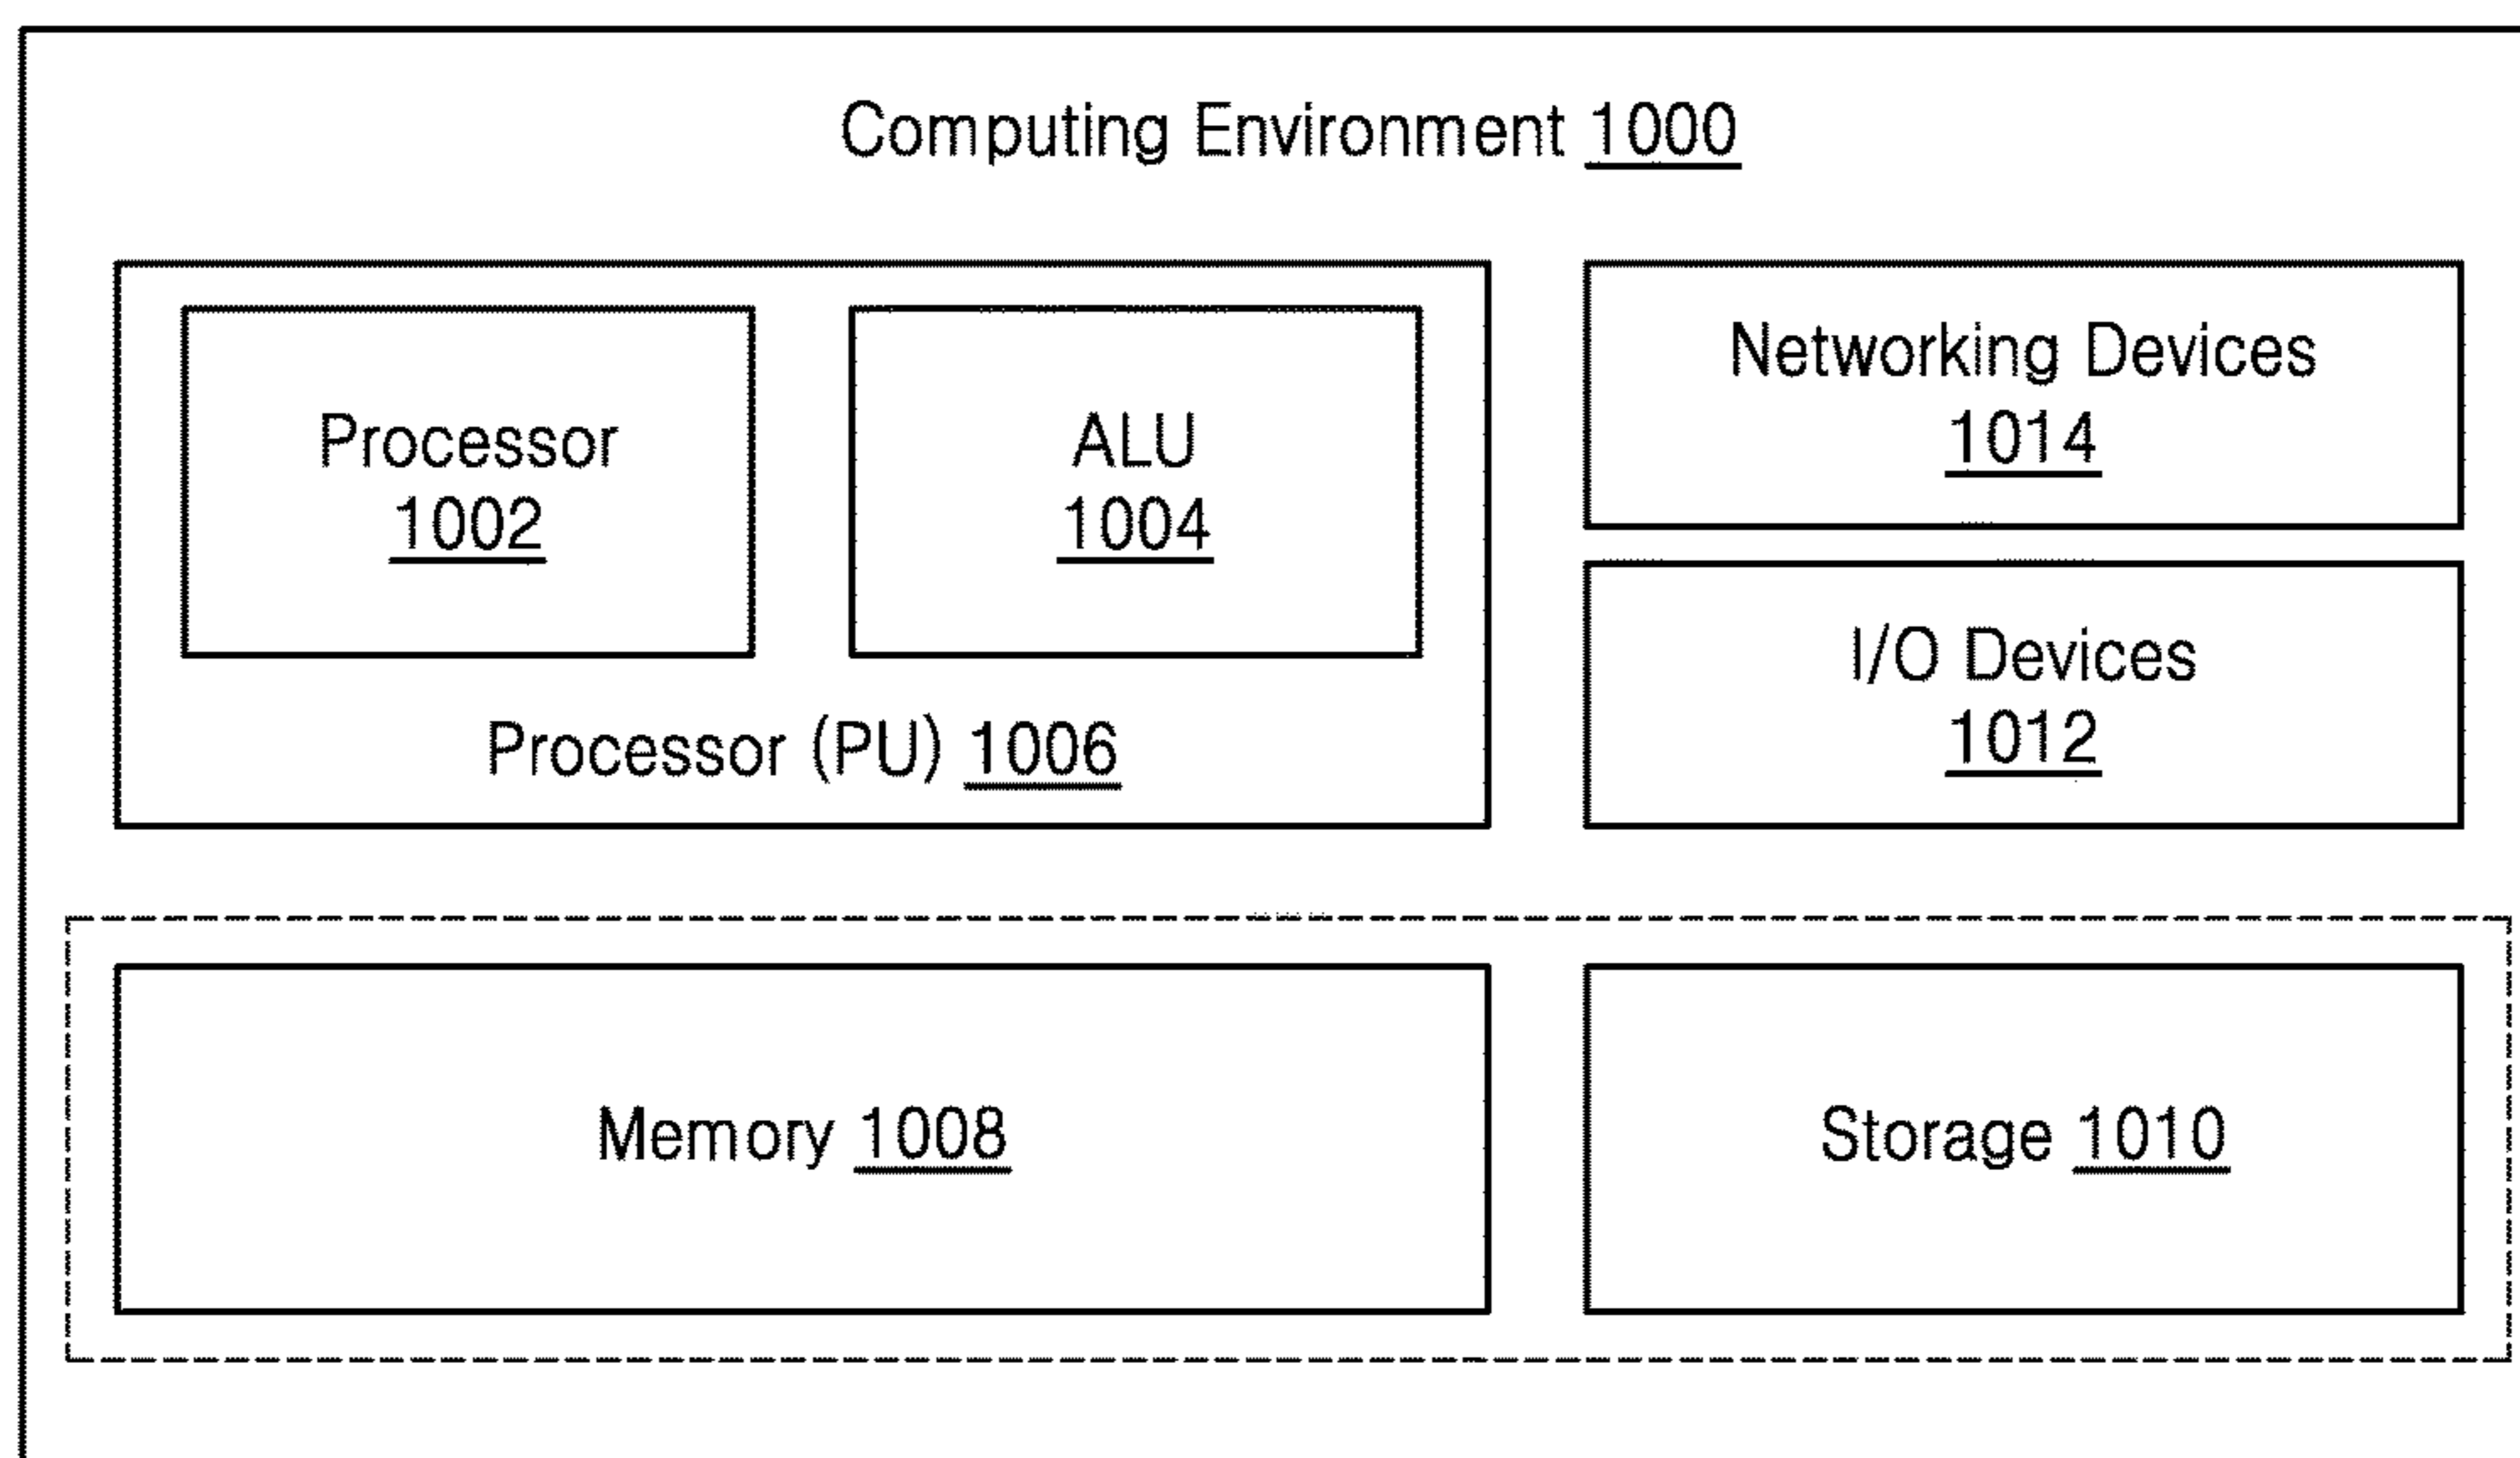 Computing Environment 1000
Processor
1002
ALU
1004
Processor (PU) 1006
Networking Devices
1014
I/O Devices
1012
Memory 1008
Storage 1010